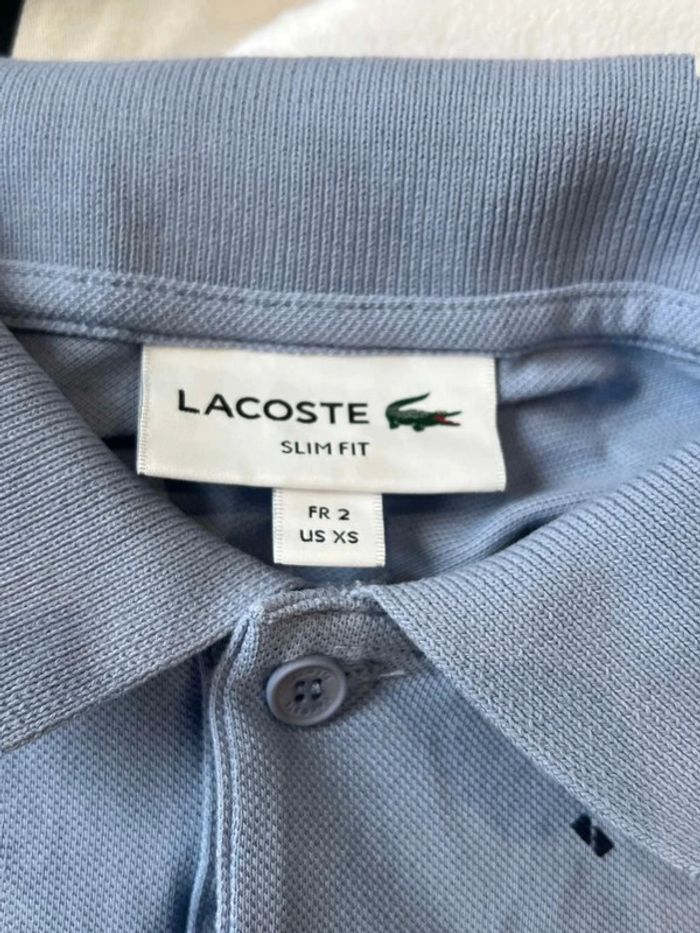 LACOSTE
SLIM FIT
FR 2
US XS